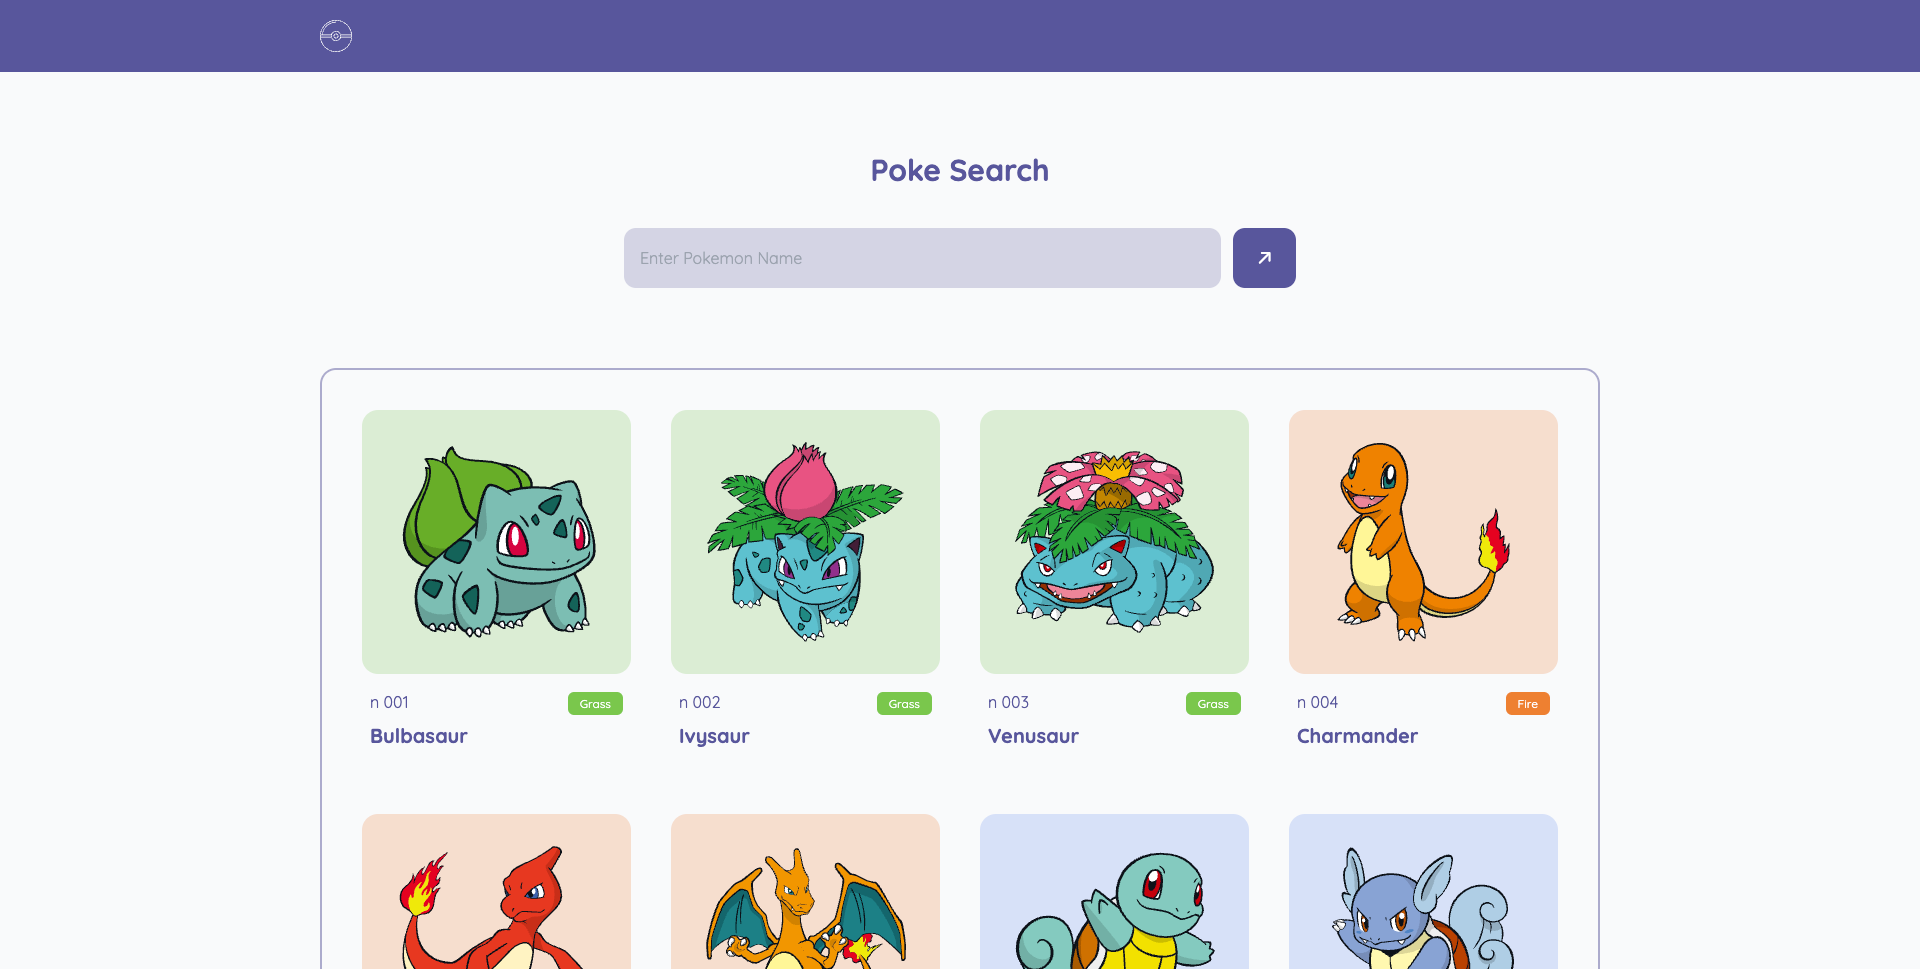 Poke Search
Enter Pokemon Name
n 001 Grass
Bulbasaur
n 002 Grass
Ivysaur
n 003 Grass
Venusaur
n 004 Fire
Charmander